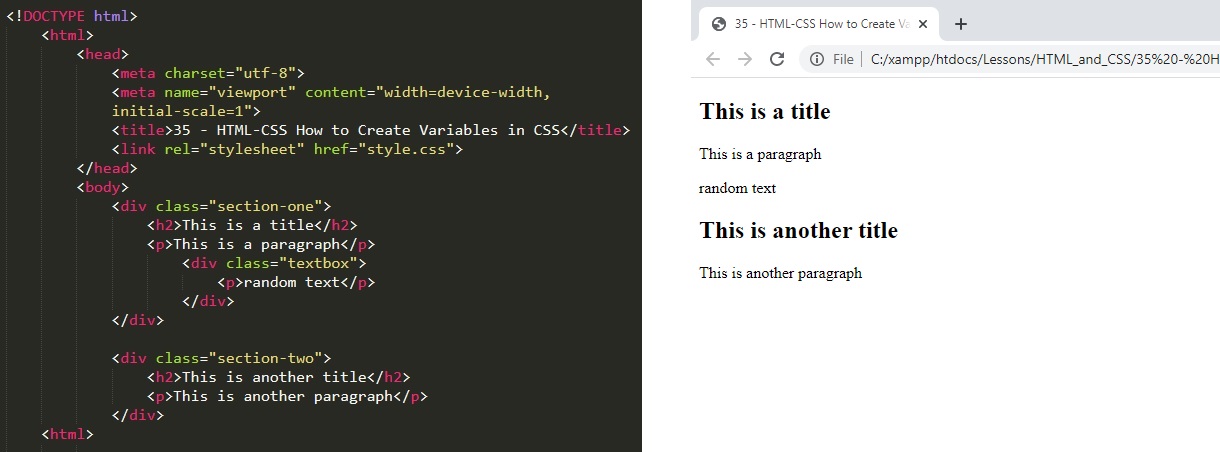 <!DOCTYPE html>
<html>
<head>
<meta charset="utf-8">
<meta name="viewport" content="width=device-width,
initial-scale=1">
<title>35 - HTML-CSS How to Create Variables in CSS</title>
<link rel="stylesheet" href="style.css">
</head>
<body>
<div class="section-one">
<h2>This is a title</h2>
<p>This is a paragraph</p>
<div class="textbox">
<p>random text</p>
</div>
</div>
<div class="section-two">
<h2>This is another title</h2>
<p>This is another paragraph</p>
</div>
<html>
35 - HTML-CSS How to Create Va
File C:/xampp/htdocs/Lessons/HTML_and_CSS/35%20-%20H
This is a title
This is a paragraph
random text
This is another title
This is another paragraph